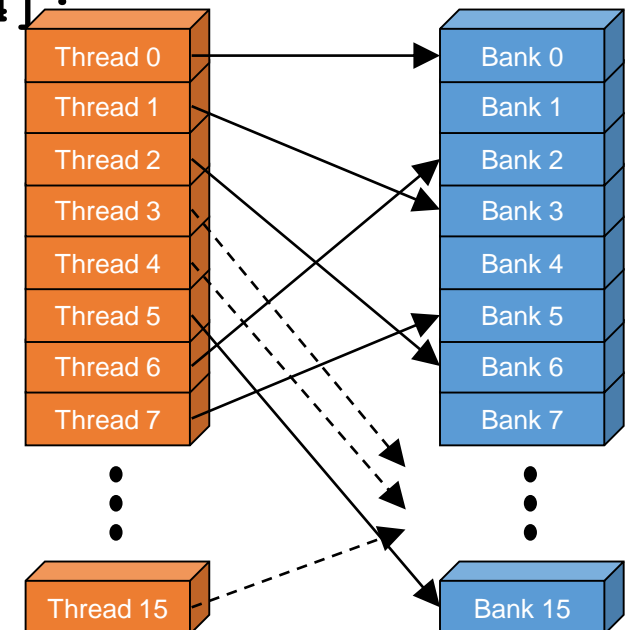 Thread 0
Thread 1
Thread 2
Thread 3
Thread 4
Thread 5
Thread 6
Thread 7
Thread 15
Bank 0
Bank 1
Bank 2
Bank 3
Bank 4
Bank 5
Bank 6
Bank 7
Bank 15